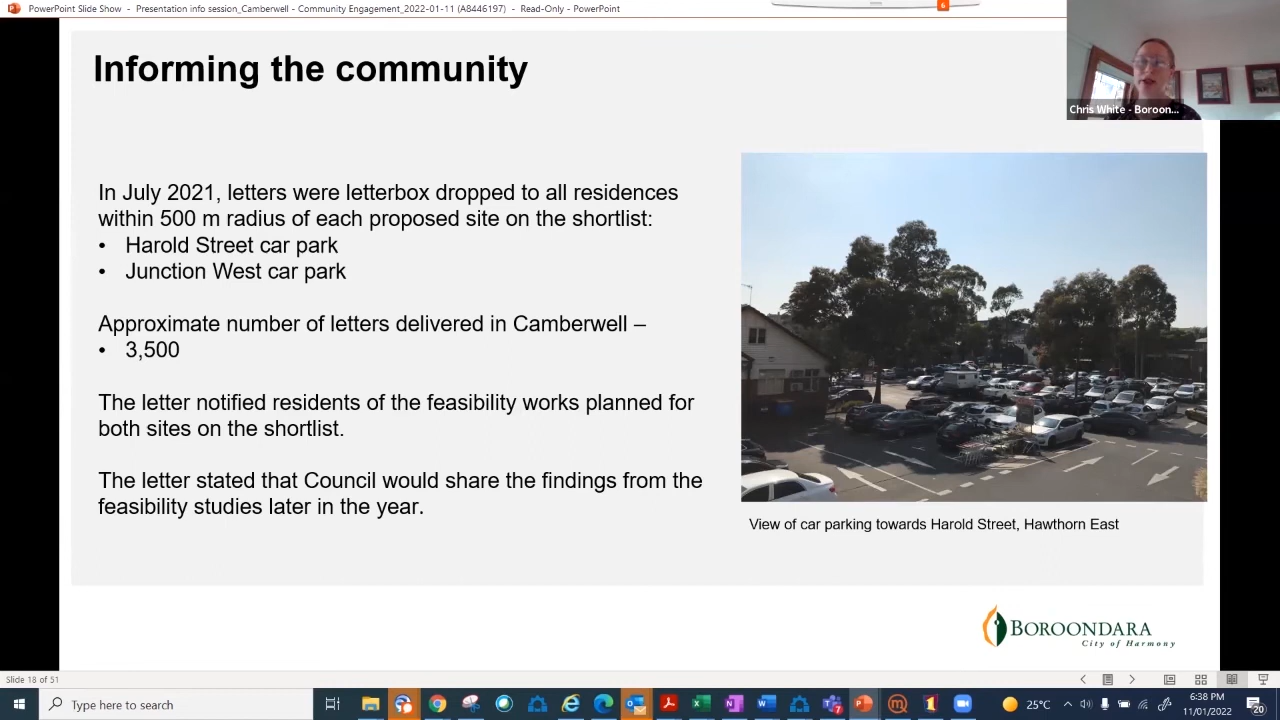 PowerPoint Slide Show - Presentation info session_Camberwell - Community Engagement_2022-01-11 (A8446197) - Read-Only - PowerPoint
6
Informing the community
Chris White - Boroon...
In July 2021, letters were letterbox dropped to all residences
within 500 m radius of each proposed site on the shortlist:
• Harold Street car park
• Junction West car park
Approximate number of letters delivered in Camberwell –
• 3,500
The letter notified residents of the feasibility works planned for
both sites on the shortlist.
The letter stated that Council would share the findings from the
feasibility studies later in the year.
View of car parking towards Harold Street, Hawthorn East
BOROONDARA
City of Harmony
Slide 18 of 51
Type here to search
25°C
6:38 PM
11/01/2022
20